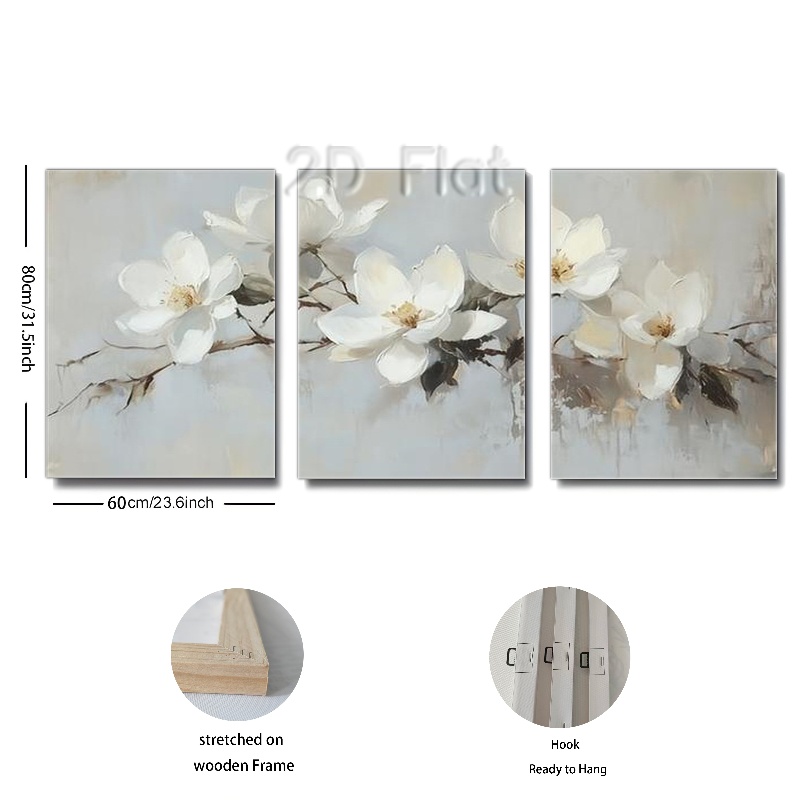 2D Flat
80cm/31.5inch
60cm/23.6inch
stretched on
wooden Frame
Hook
Ready to Hang